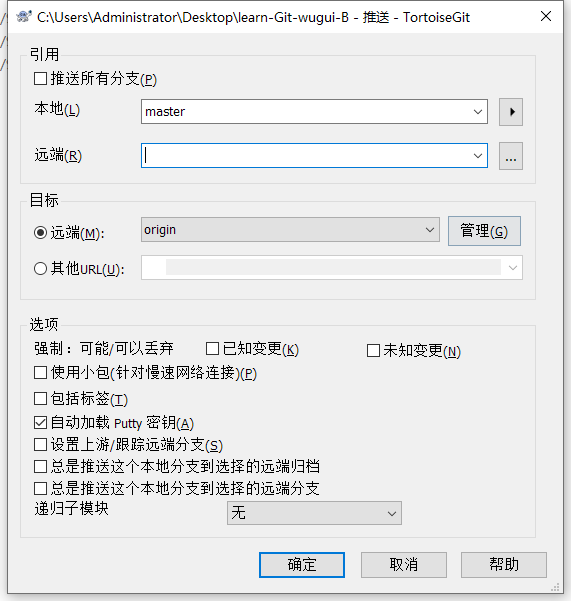 C:\Users\Administrator\Desktop\learn-Git-wugui-B - 推送 - TortoiseGit
引用
推送所有分支(P)
本地(L)
master
远端(R)
...
目标
远端(M):
origin
管理(G)
其他URL(U):
选项
强制：可能/可以丢弃
已知变更(K)
未知变更(N)
使用小包(针对慢速网络连接)(P)
包括标签(T)
自动加载 Putty 密钥(A)
设置上游/跟踪远端分支(S)
总是推送这个本地分支到选择的远端归档
总是推送这个本地分支到选择的远端分支
递归子模块
无
确定
取消
帮助